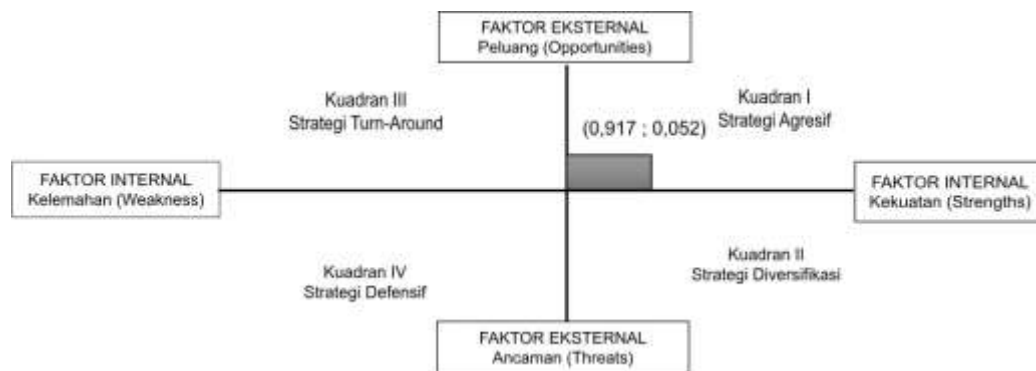 FAKTOR EKSTERNAL
Peluang (Opportunities)
Kuadran III
Strategi Turn-Around
Kuadran I
Strategi Agresif
(0,917 ; 0,052)
FAKTOR INTERNAL
Kelemahan (Weakness)
FAKTOR INTERNAL
Kekuatan (Strengths)
Kuadran IV
Strategi Defensif
Kuadran II
Strategi Diversifikasi
FAKTOR EKSTERNAL
Ancaman (Threats)